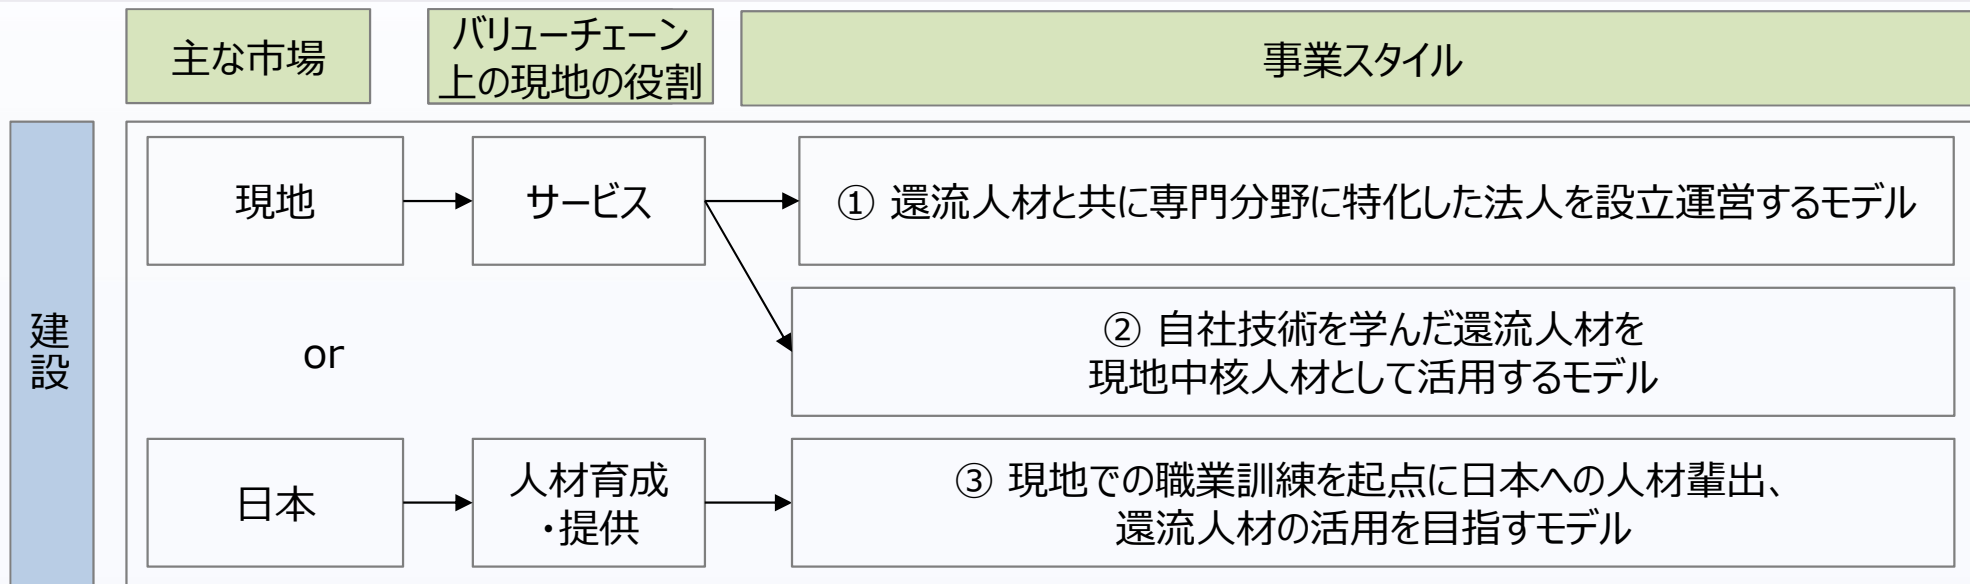 主な市場
バリューチェーン
上の現地の役割
事業スタイル
建設
現地
サービス
① 還流人材と共に専門分野に特化した法人を設立運営するモデル
or
② 自社技術を学んだ還流人材を
現地中核人材として活用するモデル
日本
人材育成
・提供
③ 現地での職業訓練を起点に日本への人材輩出、
還流人材の活用を目指すモデル